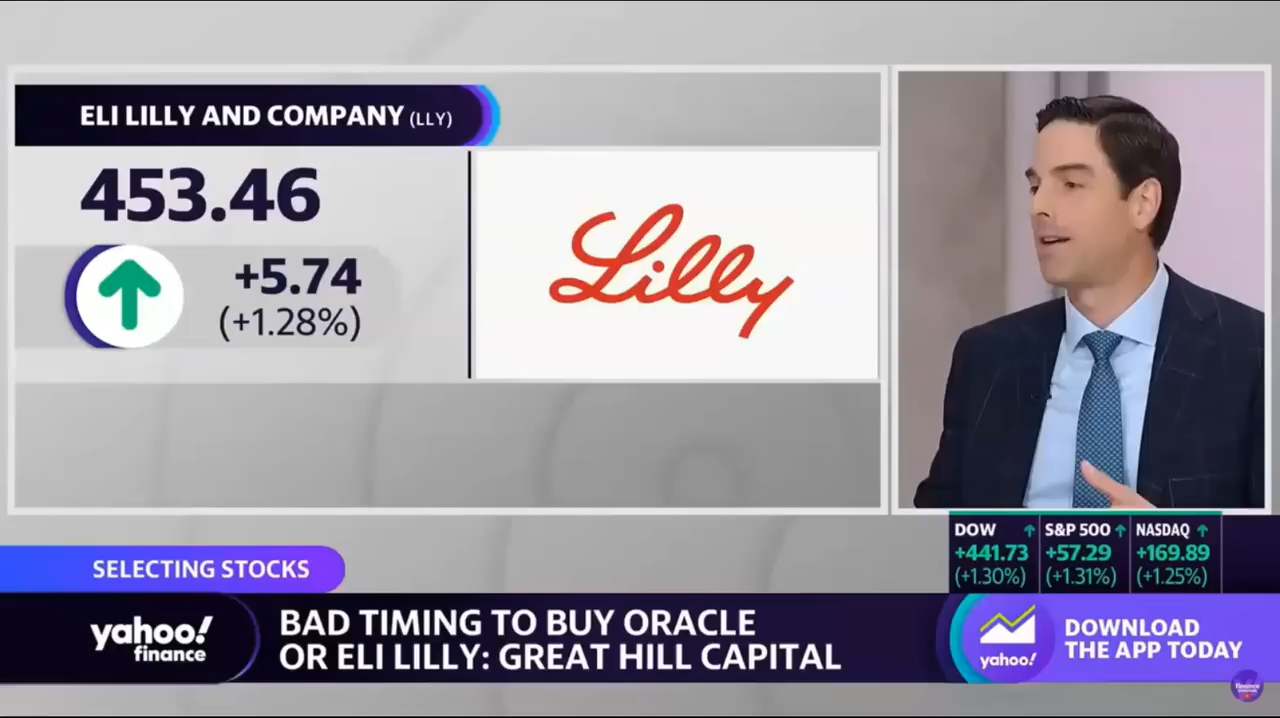 ELI LILLY AND COMPANY (LLY)
453.46
+5.74
(+1.28%)
Lilly
DOW
+441.73
(+1.30%)
S&P 500
+57.29
(+1.31%)
NASDAQ
+169.89
(+1.25%)
SELECTING STOCKS
yahoo!
finance
BAD TIMING TO BUY ORACLE
OR ELI LILLY: GREAT HILL CAPITAL
yahoo!
DOWNLOAD
THE APP TODAY
finance